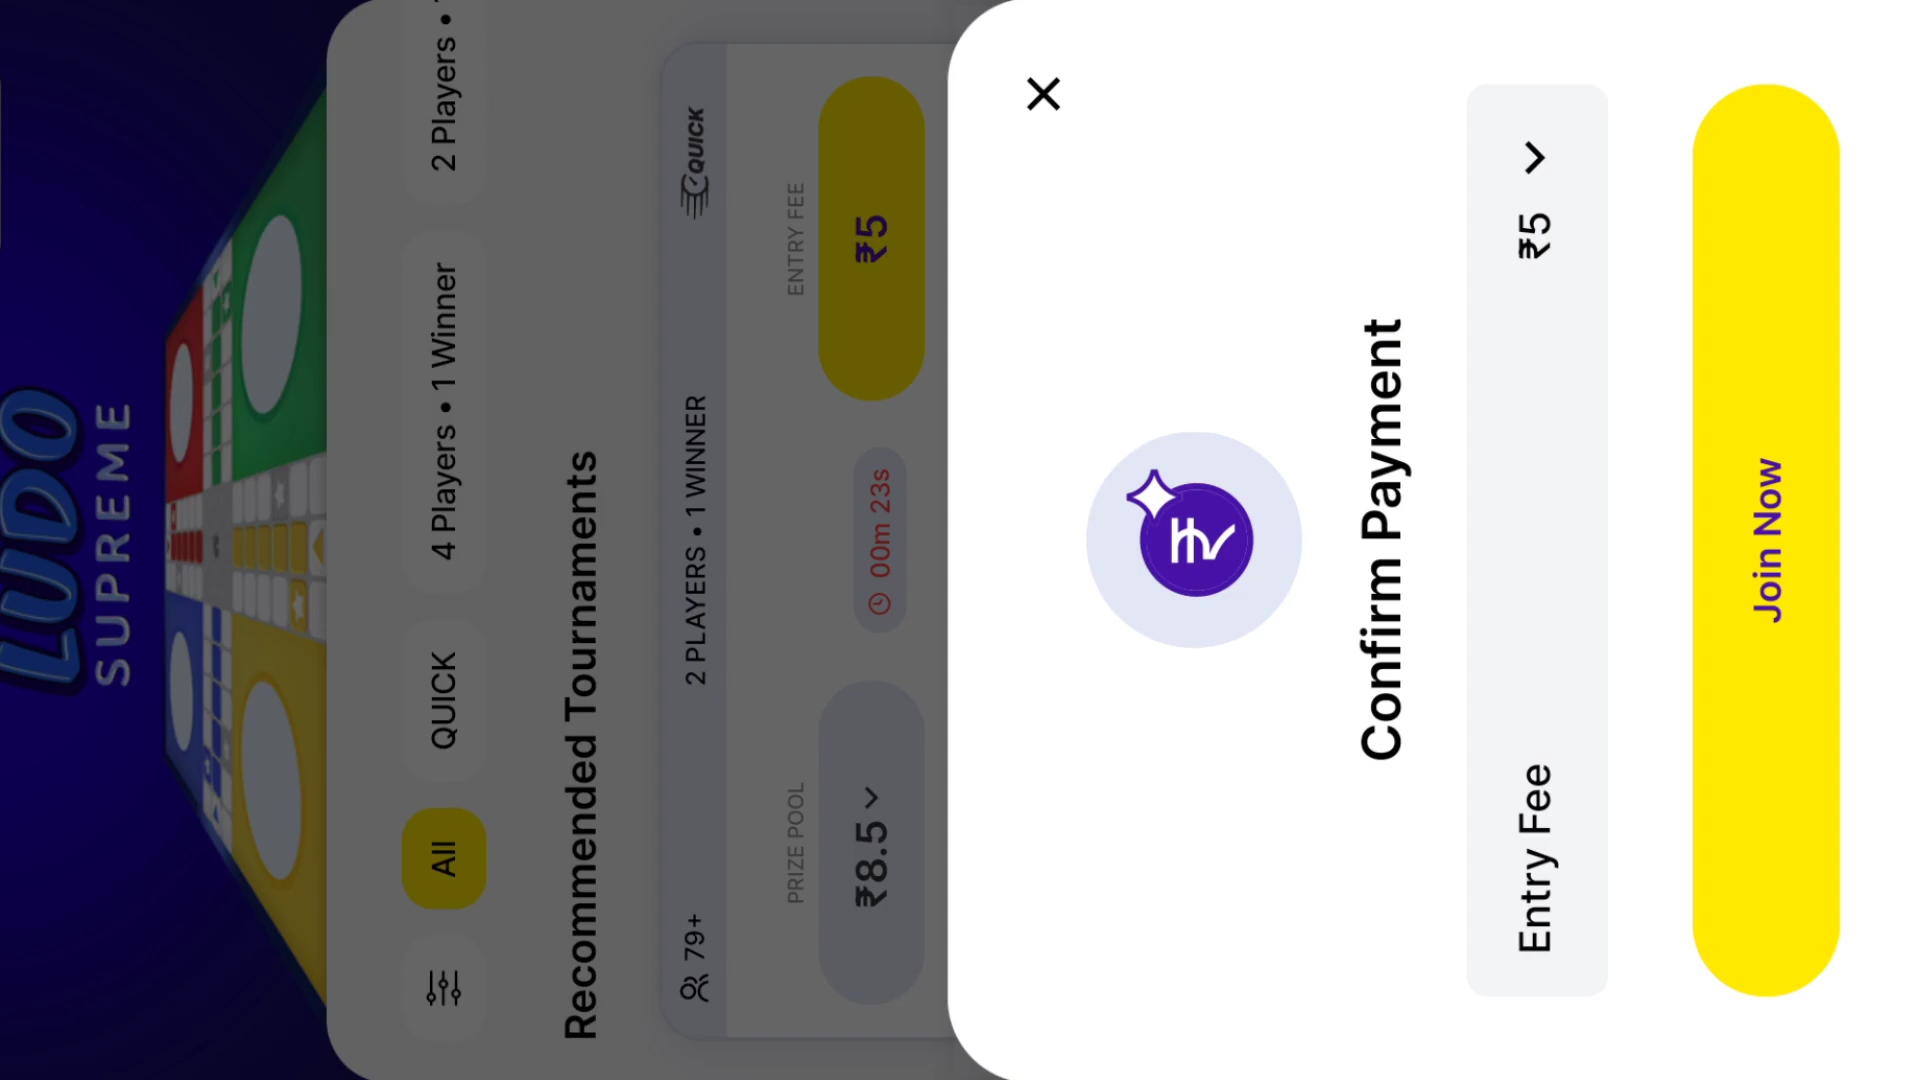 LUDO
SUPREME
All
QUICK
4 Players • 1 Winner
2 Players •
Recommended Tournaments
79+
2 PLAYERS • 1 WINNER
QUICK
PRIZE POOL
ENTRY FEE
₹8.5
00m 23s
₹5
Confirm Payment
Entry Fee
₹5
Join Now